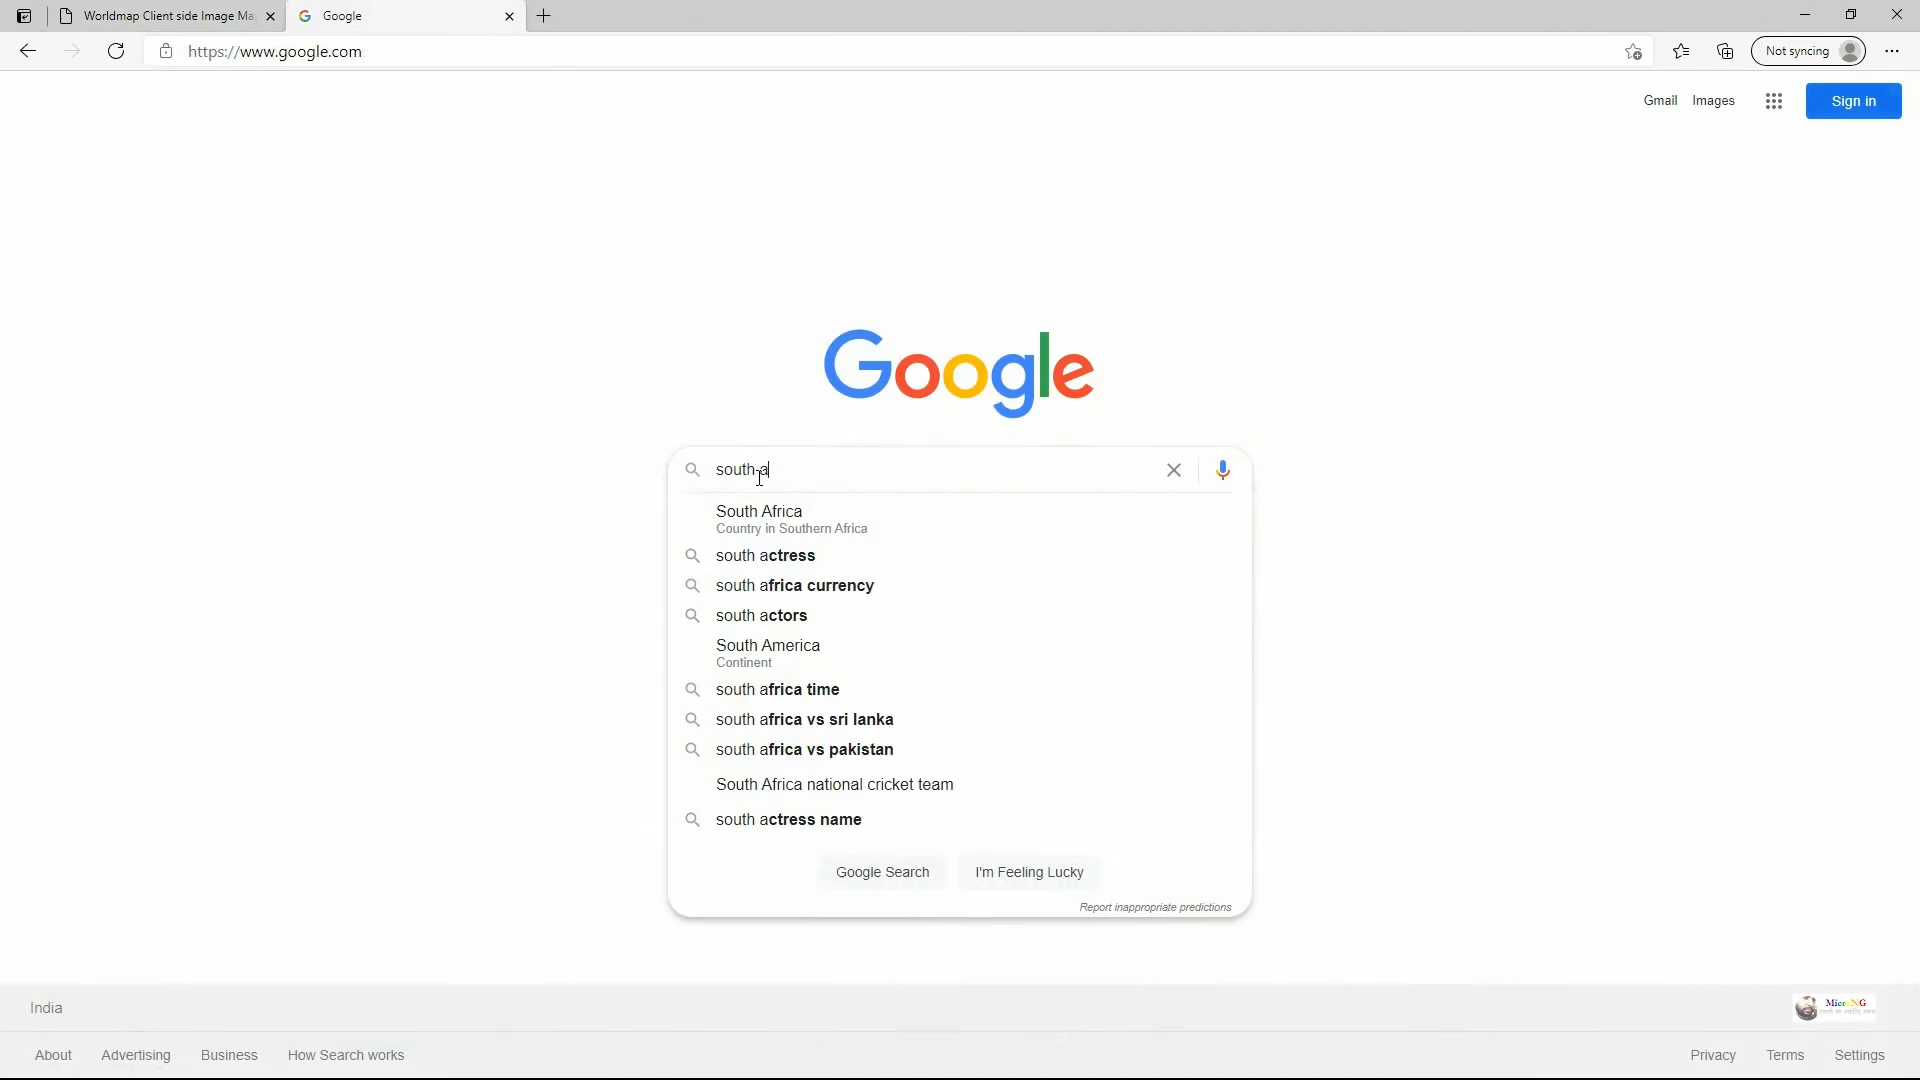 Worldmap Client side Image Ma
Google
https://www.google.com
Not syncing
Gmail Images Sign in
Google
south a
South Africa
Country in Southern Africa
south actress
south africa currency
south actors
South America
Continent
south africa time
south africa vs sri lanka
south africa vs pakistan
South Africa national cricket team
south actress name
Google Search I'm Feeling Lucky
Report inappropriate predictions
India
MicroNG
About Advertising Business How Search works Privacy Terms Settings